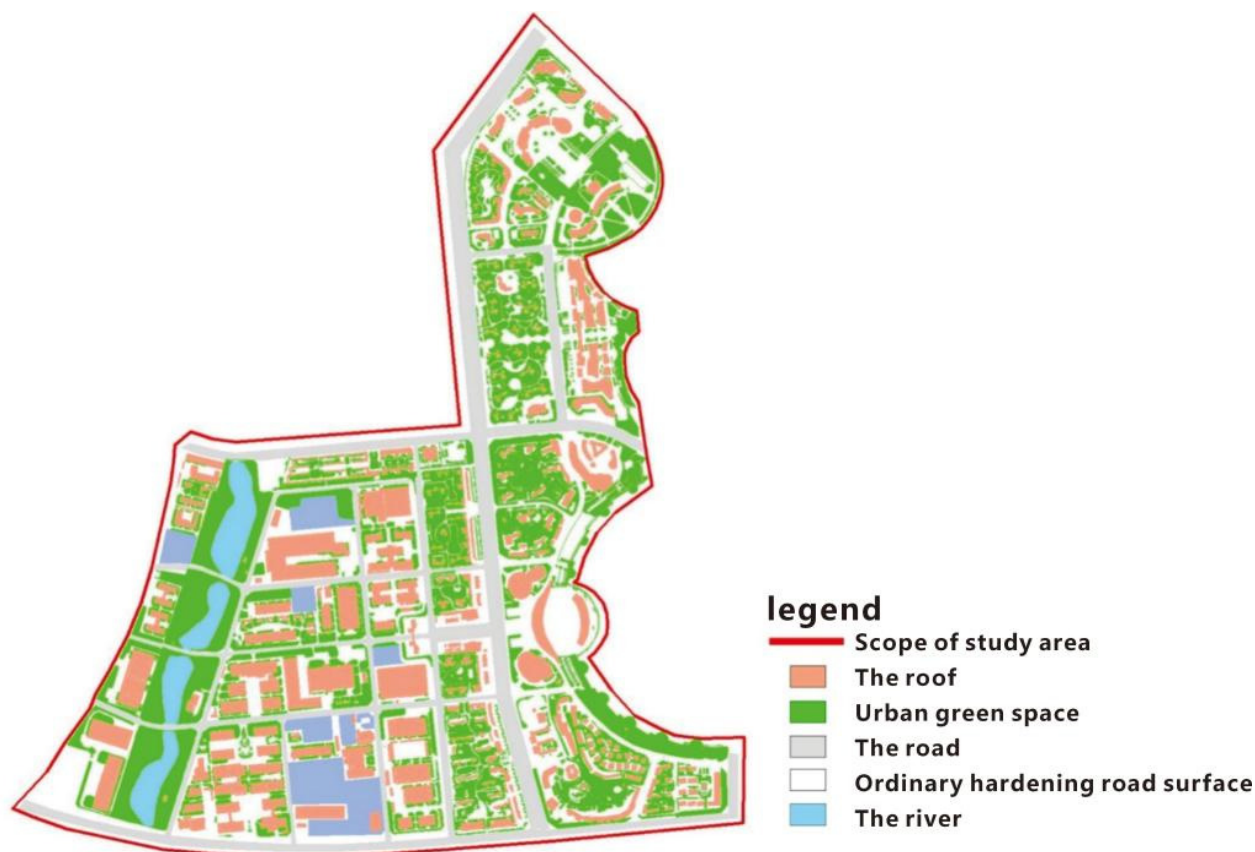 legend
Scope of study area
The roof
Urban green space
The road
Ordinary hardening road surface
The river